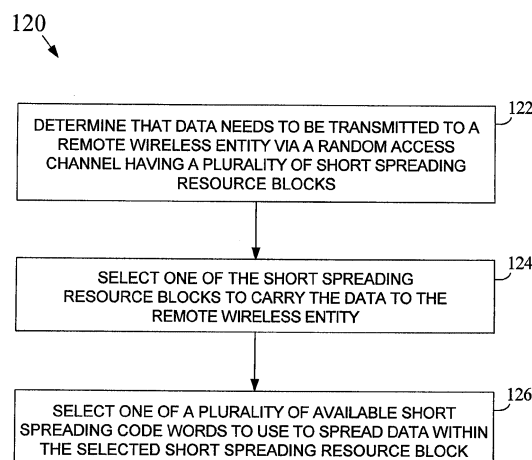 120
122
DETERMINE THAT DATA NEEDS TO BE TRANSMITTED TO A
REMOTE WIRELESS ENTITY VIA A RANDOM ACCESS
CHANNEL HAVING A PLURALITY OF SHORT SPREADING
RESOURCE BLOCKS
124
SELECT ONE OF THE SHORT SPREADING
RESOURCE BLOCKS TO CARRY THE DATA TO THE
REMOTE WIRELESS ENTITY
126
SELECT ONE OF A PLURALITY OF AVAILABLE SHORT
SPREADING CODE WORDS TO USE TO SPREAD DATA WITHIN
THE SELECTED SHORT SPREADING RESOURCE BLOCK